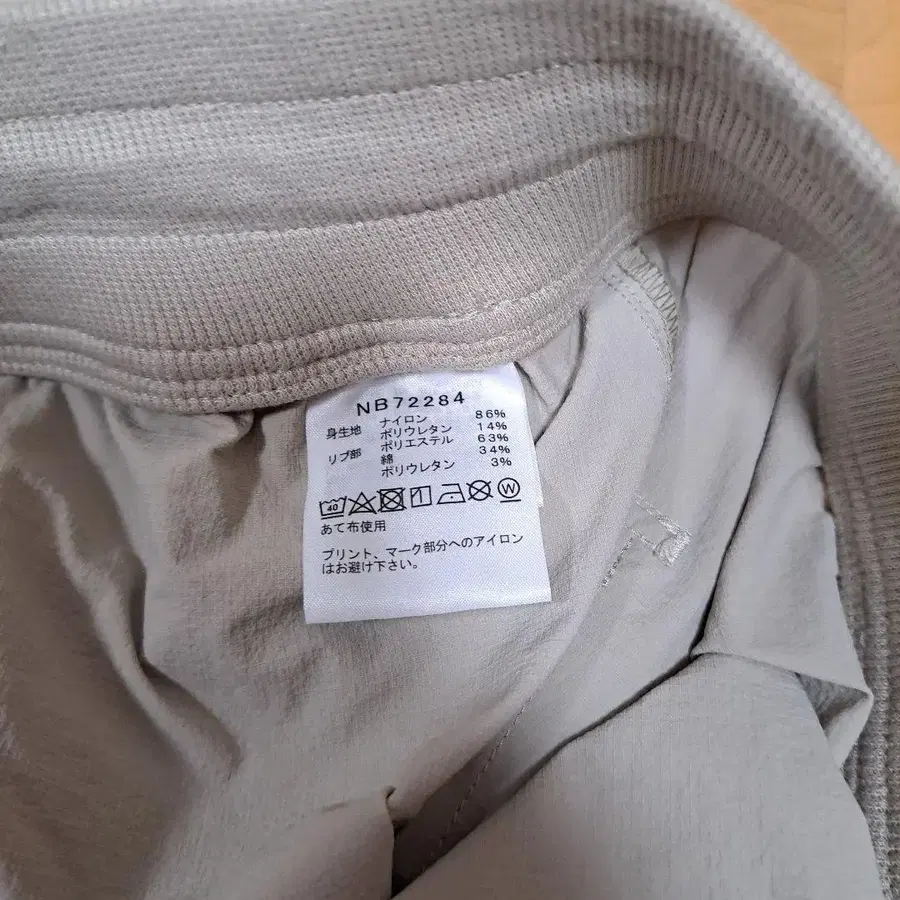 NB72284
身生地 ナイロン 86%
ポリウレタン 14%
リブ部 ポリエステル 63%
綿 34%
ポリウレタン 3%
40 W
あて布使用
プリント、マーク部分へのアイロン
はお避け下さい。